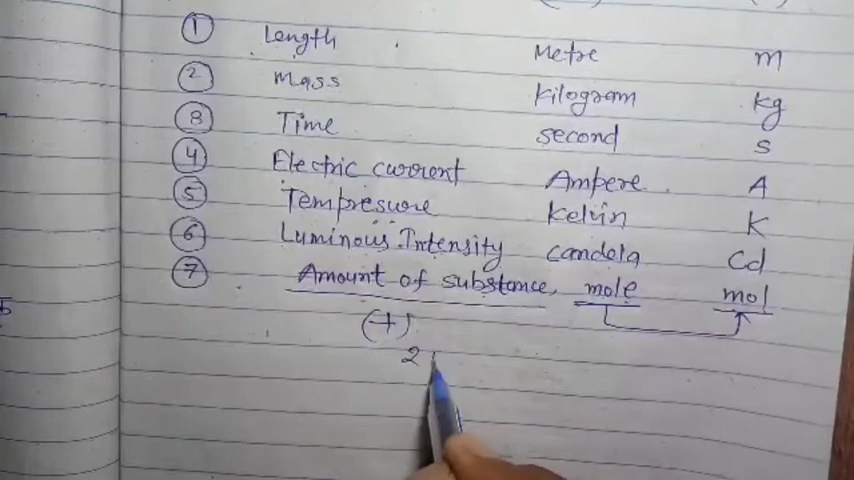 1 Length Metre m
2 Mass Kilogram kg
3 Time second s
4 Electric current Ampere A
5 Tempresure Kelvin K
6 Luminous Intensity candela Cd
7 Amount of substance, mole mol
(+)
2